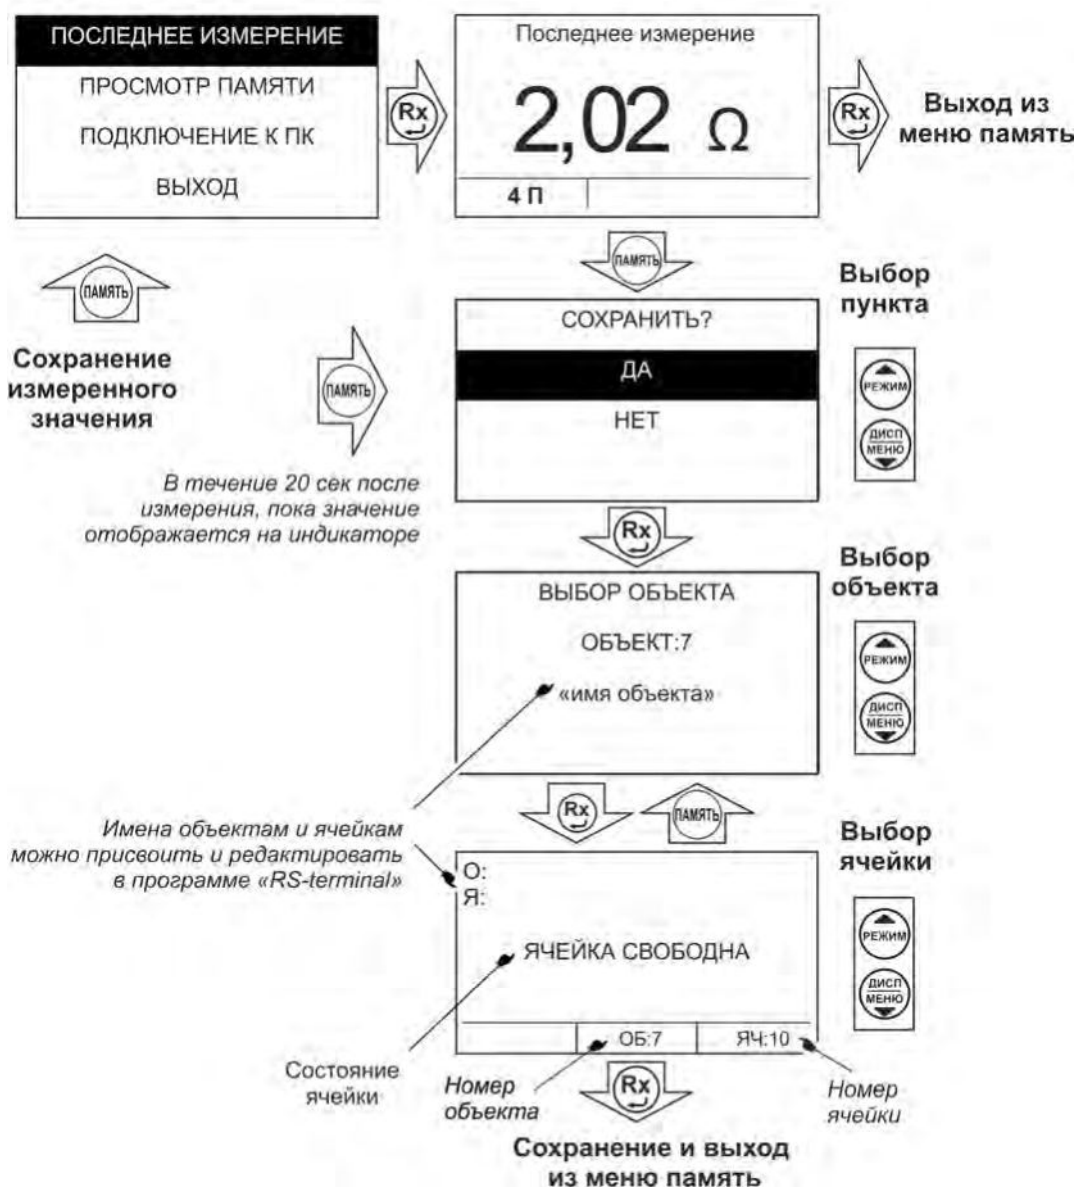 ПОСЛЕДНЕЕ ИЗМЕРЕНИЕ
ПРОСМОТР ПАМЯТИ
ПОДКЛЮЧЕНИЕ К ПК
ВЫХОД
Rx
Последнее измерение
2,02 Ω
4 П
Rx
Выход из
меню память
ПАМЯТЬ
Сохранение
измеренного
значения
ПАМЯТЬ
ПАМЯТЬ
В течение 20 сек после
измерения, пока значение
отображается на индикаторе
СОХРАНИТЬ?
ДА
НЕТ
Выбор
пункта
РЕЖИМ
ДИСП
МЕНЮ
Rx
ВЫБОР ОБЪЕКТА
ОБЪЕКТ:7
«имя объекта»
Выбор
объекта
РЕЖИМ
ДИСП
МЕНЮ
Rx
ПАМЯТЬ
Имена объектам и ячейкам
можно присвоить и редактировать
в программе «RS-terminal»
О:
Я:
ЯЧЕЙКА СВОБОДНА
ОБ:7
ЯЧ:10
Выбор
ячейки
РЕЖИМ
ДИСП
МЕНЮ
Состояние
ячейки
Номер
объекта
Rx
Номер
ячейки
Сохранение и выход
из меню память